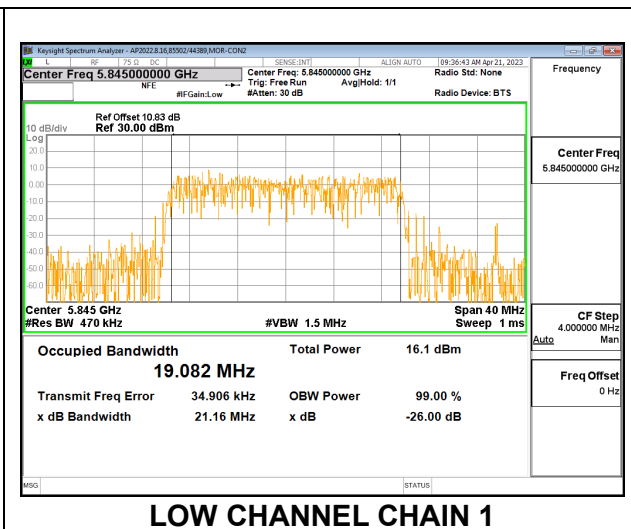 Keysight Spectrum Analyzer - AP2022.8.16,85502/44389,MOR-CON2
LXI L RF 75 Ω DC SENSE:INT ALIGN AUTO 09:36:43 AM Apr 21, 2023
Center Freq 5.845000000 GHz
NFE
#IFGain:Low
Center Freq: 5.845000000 GHz
Trig: Free Run Avg|Hold: 1/1
#Atten: 30 dB
Radio Std: None
Radio Device: BTS
Frequency
Ref Offset 10.83 dB
10 dB/div Ref 30.00 dBm
Log
20.0
10.0
0.00
-10.0
-20.0
-30.0
-40.0
-50.0
-60.0
Center 5.845 GHz Span 40 MHz
#Res BW 470 kHz #VBW 1.5 MHz Sweep 1 ms
Center Freq
5.845000000 GHz
CF Step
4.000000 MHz
Auto Man
Freq Offset
0 Hz
Occupied Bandwidth Total Power 16.1 dBm
19.082 MHz
Transmit Freq Error 34.906 kHz OBW Power 99.00 %
x dB Bandwidth 21.16 MHz x dB -26.00 dB
MSG STATUS
LOW CHANNEL CHAIN 1